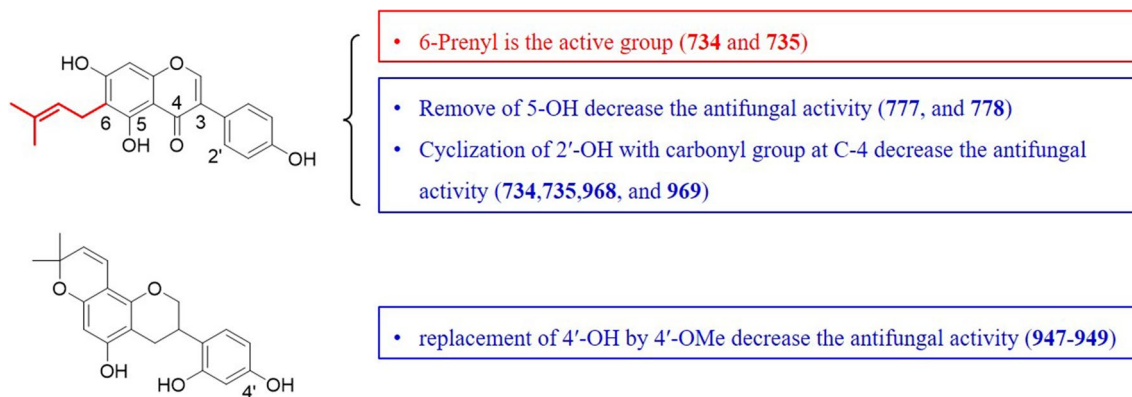 • 6-Prenyl is the active group (734 and 735)
HO
O
4
3
6
5
OH
O
2'
OH
• Remove of 5-OH decrease the antifungal activity (777, and 778)
• Cyclization of 2′-OH with carbonyl group at C-4 decrease the antifungal
activity (734,735,968, and 969)
O
O
OH
HO
4'
OH
• replacement of 4′-OH by 4′-OMe decrease the antifungal activity (947-949)